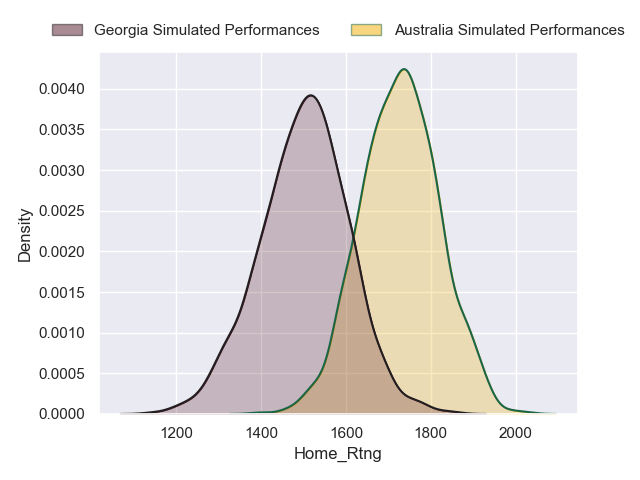 Georgia Simulated Performances Australia Simulated Performances
0.0040
0.0035
0.0030
0.0025
0.0020
0.0015
0.0010
0.0005
0.0000
Density
1200 1400 1600 1800 2000
Home_Rtng